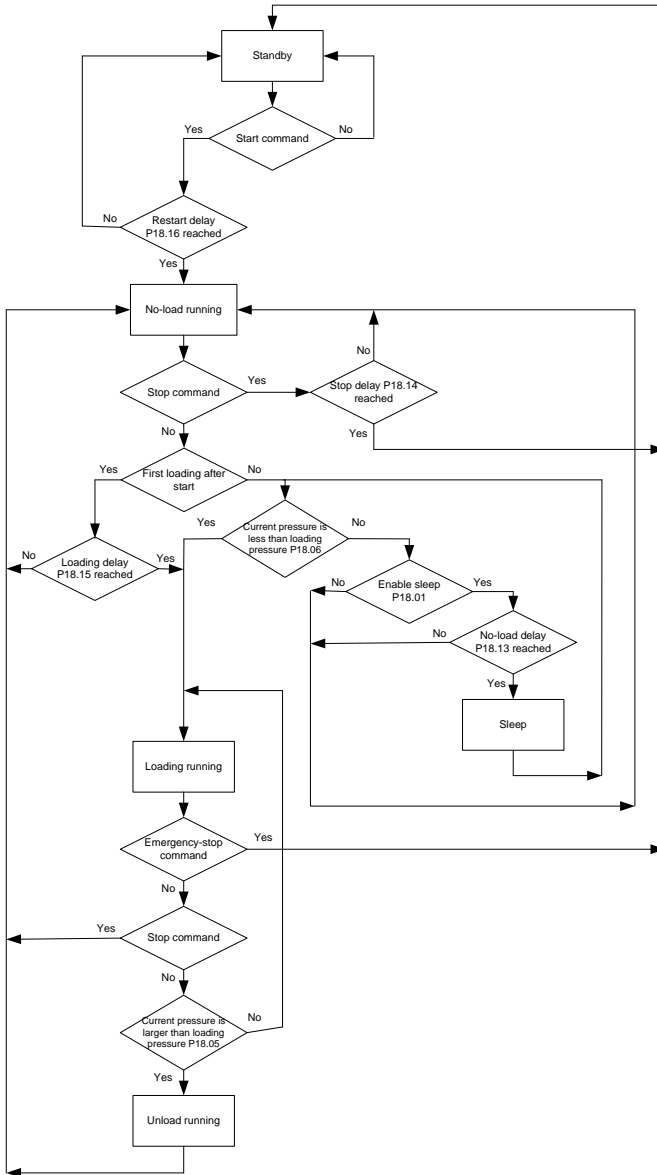 Standby
Start command
Yes
No
Restart delay
P18.16 reached
No
Yes
No-load running
No
Stop command
Yes
Stop delay P18.14
reached
No
Yes
First loading after
start
Yes
No
Current pressure is
less than loading
pressure P18.06
Yes
No
Loading delay
P18.15 reached
No
Yes
Enable sleep
P18.01
No
Yes
No-load delay
P18.13 reached
No
Yes
Sleep
Loading running
Emergency-stop
command
Yes
No
Stop command
Yes
No
Current pressure is
larger than loading
pressure P18.05
No
Yes
Unload running